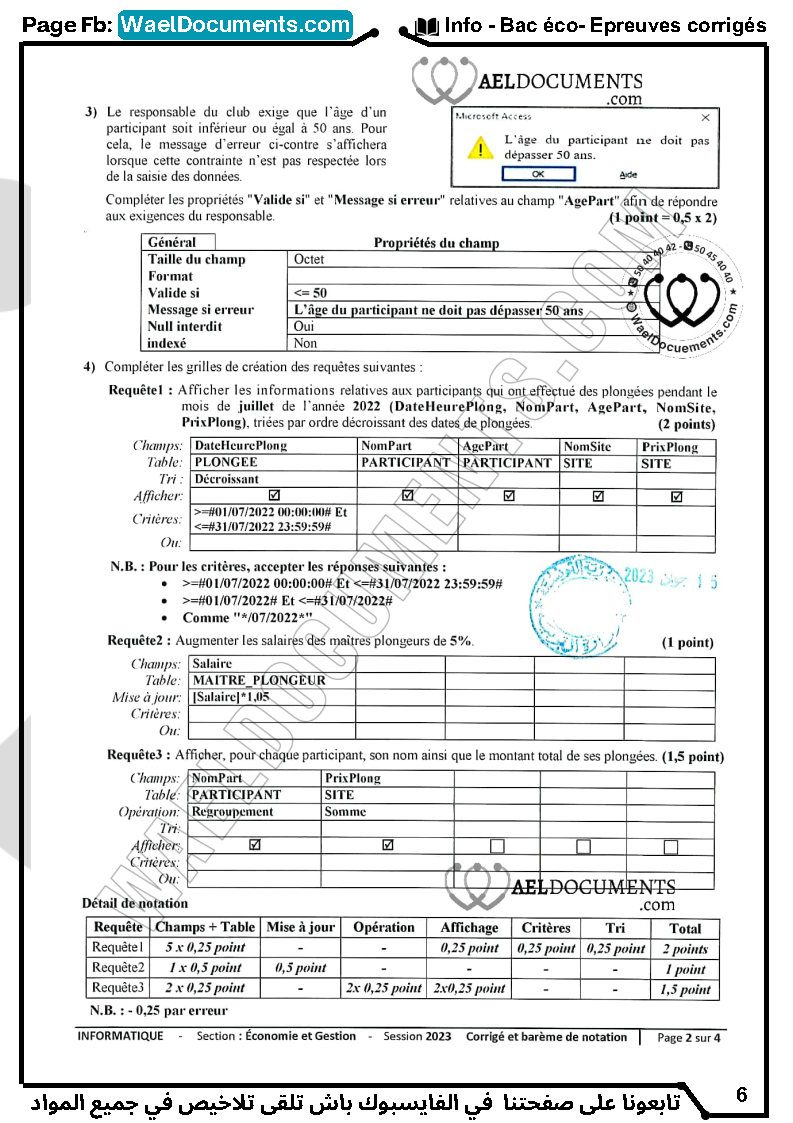 Page Fb: WaelDocuments.com
Info - Bac éco- Epreuves corrigés
WAELDOCUMENTS
.com
3) Le responsable du club exige que l'âge d'un
participant soit inférieur ou égal à 50 ans. Pour
cela, le message d'erreur ci-contre s'affichera
lorsque cette contrainte n'est pas respectée lors
de la saisie des données.
Microsoft Access
L'âge du participant ne doit pas
dépasser 50 ans.
OK Aide
Compléter les propriétés "Valide si" et "Message si erreur" relatives au champ "AgePart" afin de répondre
aux exigences du responsable. (1 point = 0,5 x 2)
Général Propriétés du champ
Taille du champ Octet
Format
Valide si <= 50
Message si erreur L'âge du participant ne doit pas dépasser 50 ans
Null interdit Oui
indexé Non
50 40 40 42 - 50 45 40 40
WaelDocuements.com
4) Compléter les grilles de création des requêtes suivantes :
Requête1 : Afficher les informations relatives aux participants qui ont effectué des plongées pendant le
mois de juillet de l'année 2022 (DateHeurePlong, NomPart, AgePart, NomSite,
PrixPlong), triées par ordre décroissant des dates de plongées. (2 points)
Champs: DateHeurePlong NomPart AgePart NomSite PrixPlong
Table: PLONGEE PARTICIPANT PARTICIPANT SITE SITE
Tri : Décroissant
Afficher: ☑ ☑ ☑ ☑ ☑
Critères: >=#01/07/2022 00:00:00# Et
<=#31/07/2022 23:59:59#
Ou:
N.B. : Pour les critères, accepter les réponses suivantes :
• >=#01/07/2022 00:00:00# Et <=#31/07/2022 23:59:59#
• >=#01/07/2022# Et <=#31/07/2022#
• Comme "*/07/2022*"
2023 15
Requête2 : Augmenter les salaires des maîtres plongeurs de 5%. (1 point)
Champs: Salaire
Table: MAITRE_PLONGEUR
Mise à jour: [Salaire]*1,05
Critères:
Ou:
Requête3 : Afficher, pour chaque participant, son nom ainsi que le montant total de ses plongées. (1,5 point)
Champs: NomPart PrixPlong
Table: PARTICIPANT SITE
Opération: Regroupement Somme
Tri:
Afficher: ☑ ☑ ☐ ☐ ☐
Critères:
Ou:
WAELDOCUMENTS
.com
WAELDOCUMENTS.COM
Détail de notation
Requête Champs + Table Mise à jour Opération Affichage Critères Tri Total
Requête1 5 x 0,25 point - - 0,25 point 0,25 point 0,25 point 2 points
Requête2 1 x 0,5 point 0,5 point - - - - 1 point
Requête3 2 x 0,25 point - 2x 0,25 point 2x0,25 point - - 1,5 point
N.B. : - 0,25 par erreur
INFORMATIQUE - Section : Économie et Gestion - Session 2023 Corrigé et barème de notation Page 2 sur 4
تابعونا على صفحتنا في الفايسبوك باش تلقى تلاخيص في جميع المواد
6